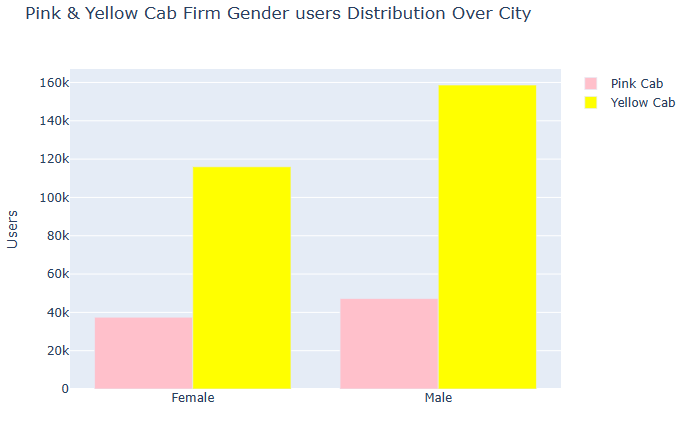 Pink & Yellow Cab Firm Gender users Distribution Over City
Pink Cab
Yellow Cab
160k
140k
120k
100k
80k
60k
40k
20k
0
Users
Female
Male